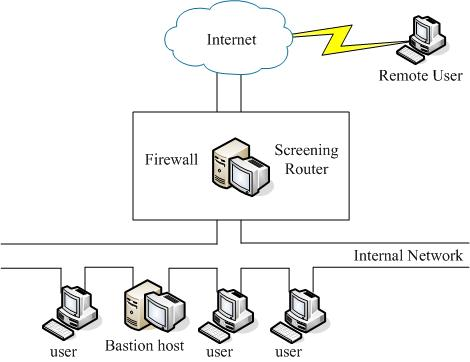 Internet
Remote User
Firewall
Screening
Router
Internal Network
user
Bastion host
user
user